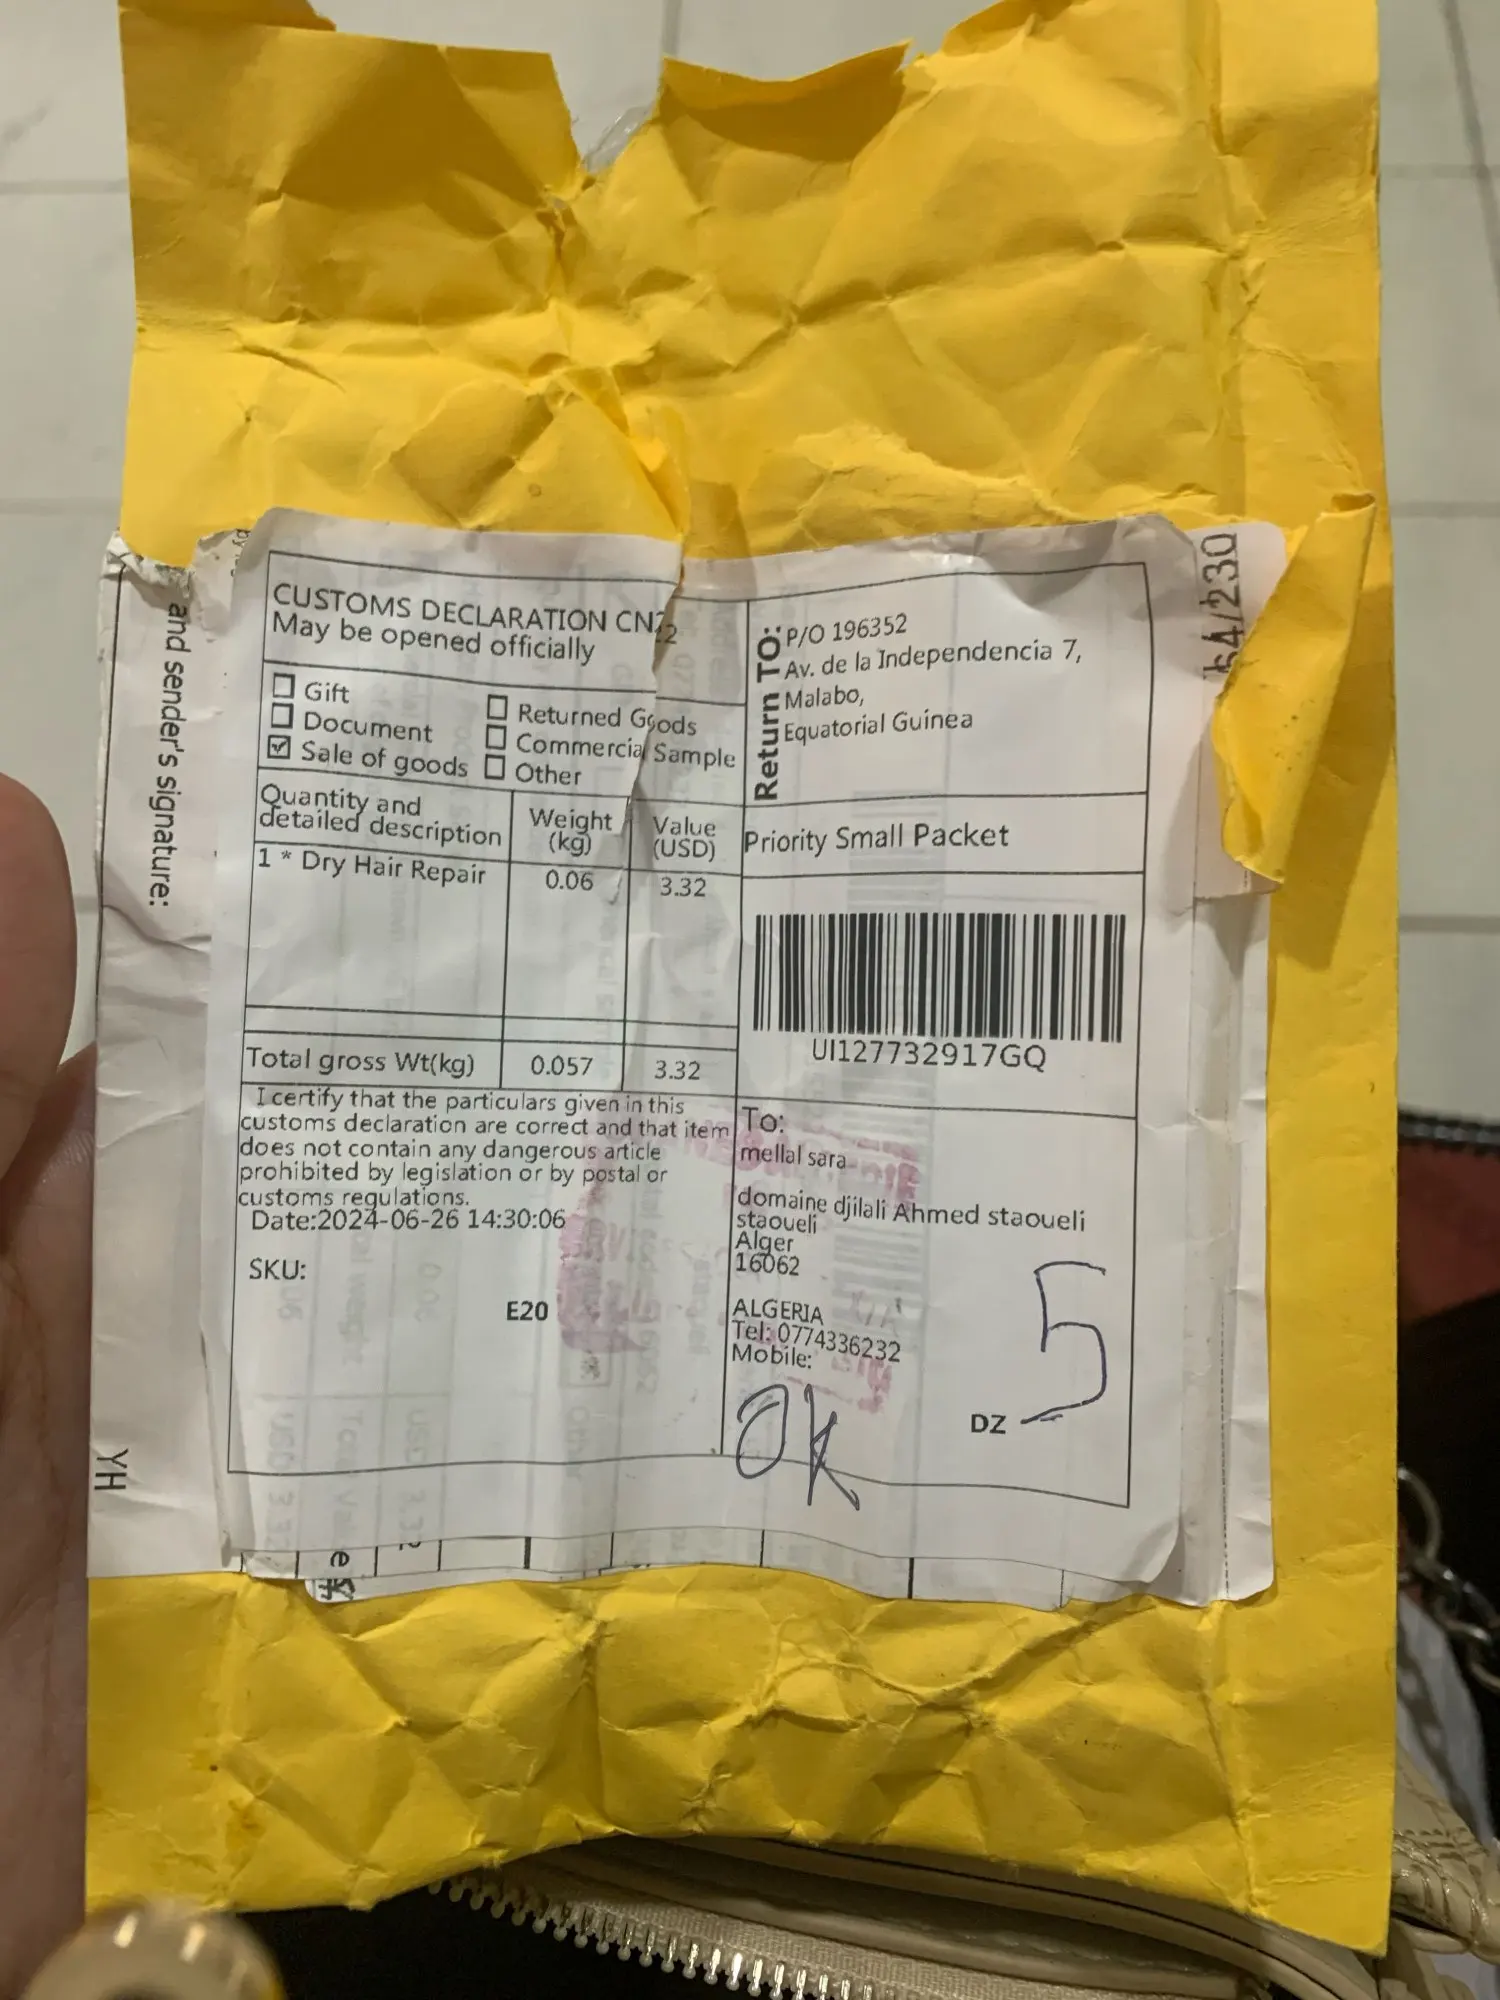 CUSTOMS DECLARATION CN22
May be opened officially
Gift
Document
Sale of goods
Returned Goods
Commercial Sample
Other
Quantity and
detailed description
Weight
(kg)
Value
(USD)
1 * Dry Hair Repair
0.06
3.32
Total gross Wt(kg)
0.057
3.32
I certify that the particulars given in this
customs declaration are correct and that item
does not contain any dangerous article
prohibited by legislation or by postal or
customs regulations.
Date:2024-06-26 14:30:06
SKU:
E20
Return TO:
P/O 196352
Av. de la Independencia 7,
Malabo,
Equatorial Guinea
Priority Small Packet
UI127732917GQ
To:
mellal sara
domaine djilali Ahmed staoueli
staoueli
Alger
16062
ALGERIA
Tel: 0774336232
Mobile:
5
DZ
OK
and sender's signature:
YH